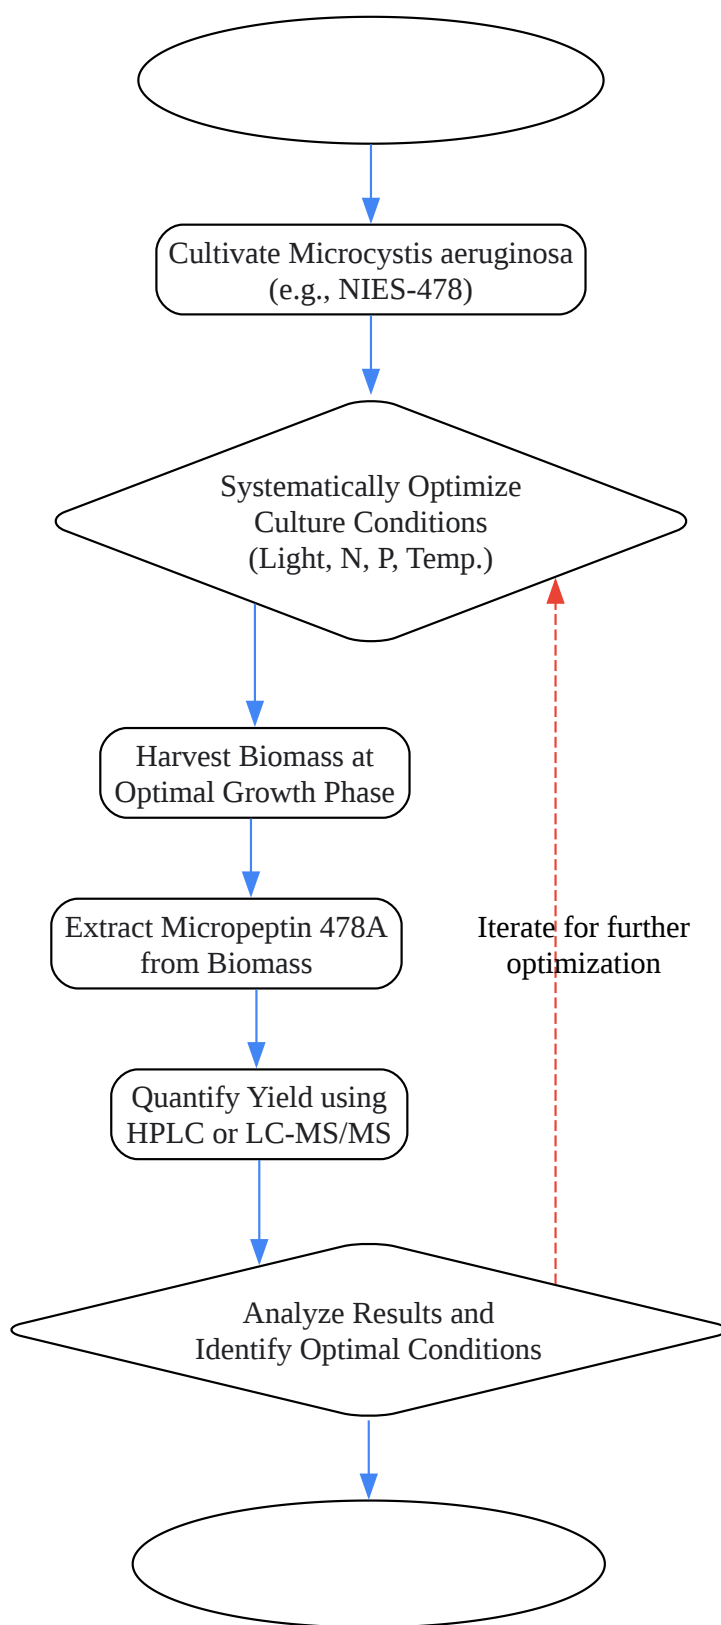 Cultivate Microcystis aeruginosa
(e.g., NIES-478)
Systematically Optimize
Culture Conditions
(Light, N, P, Temp.)
Harvest Biomass at
Optimal Growth Phase
Extract Micropeptin 478A
from Biomass
Iterate for further
optimization
Quantify Yield using
HPLC or LC-MS/MS
Analyze Results and
Identify Optimal Conditions